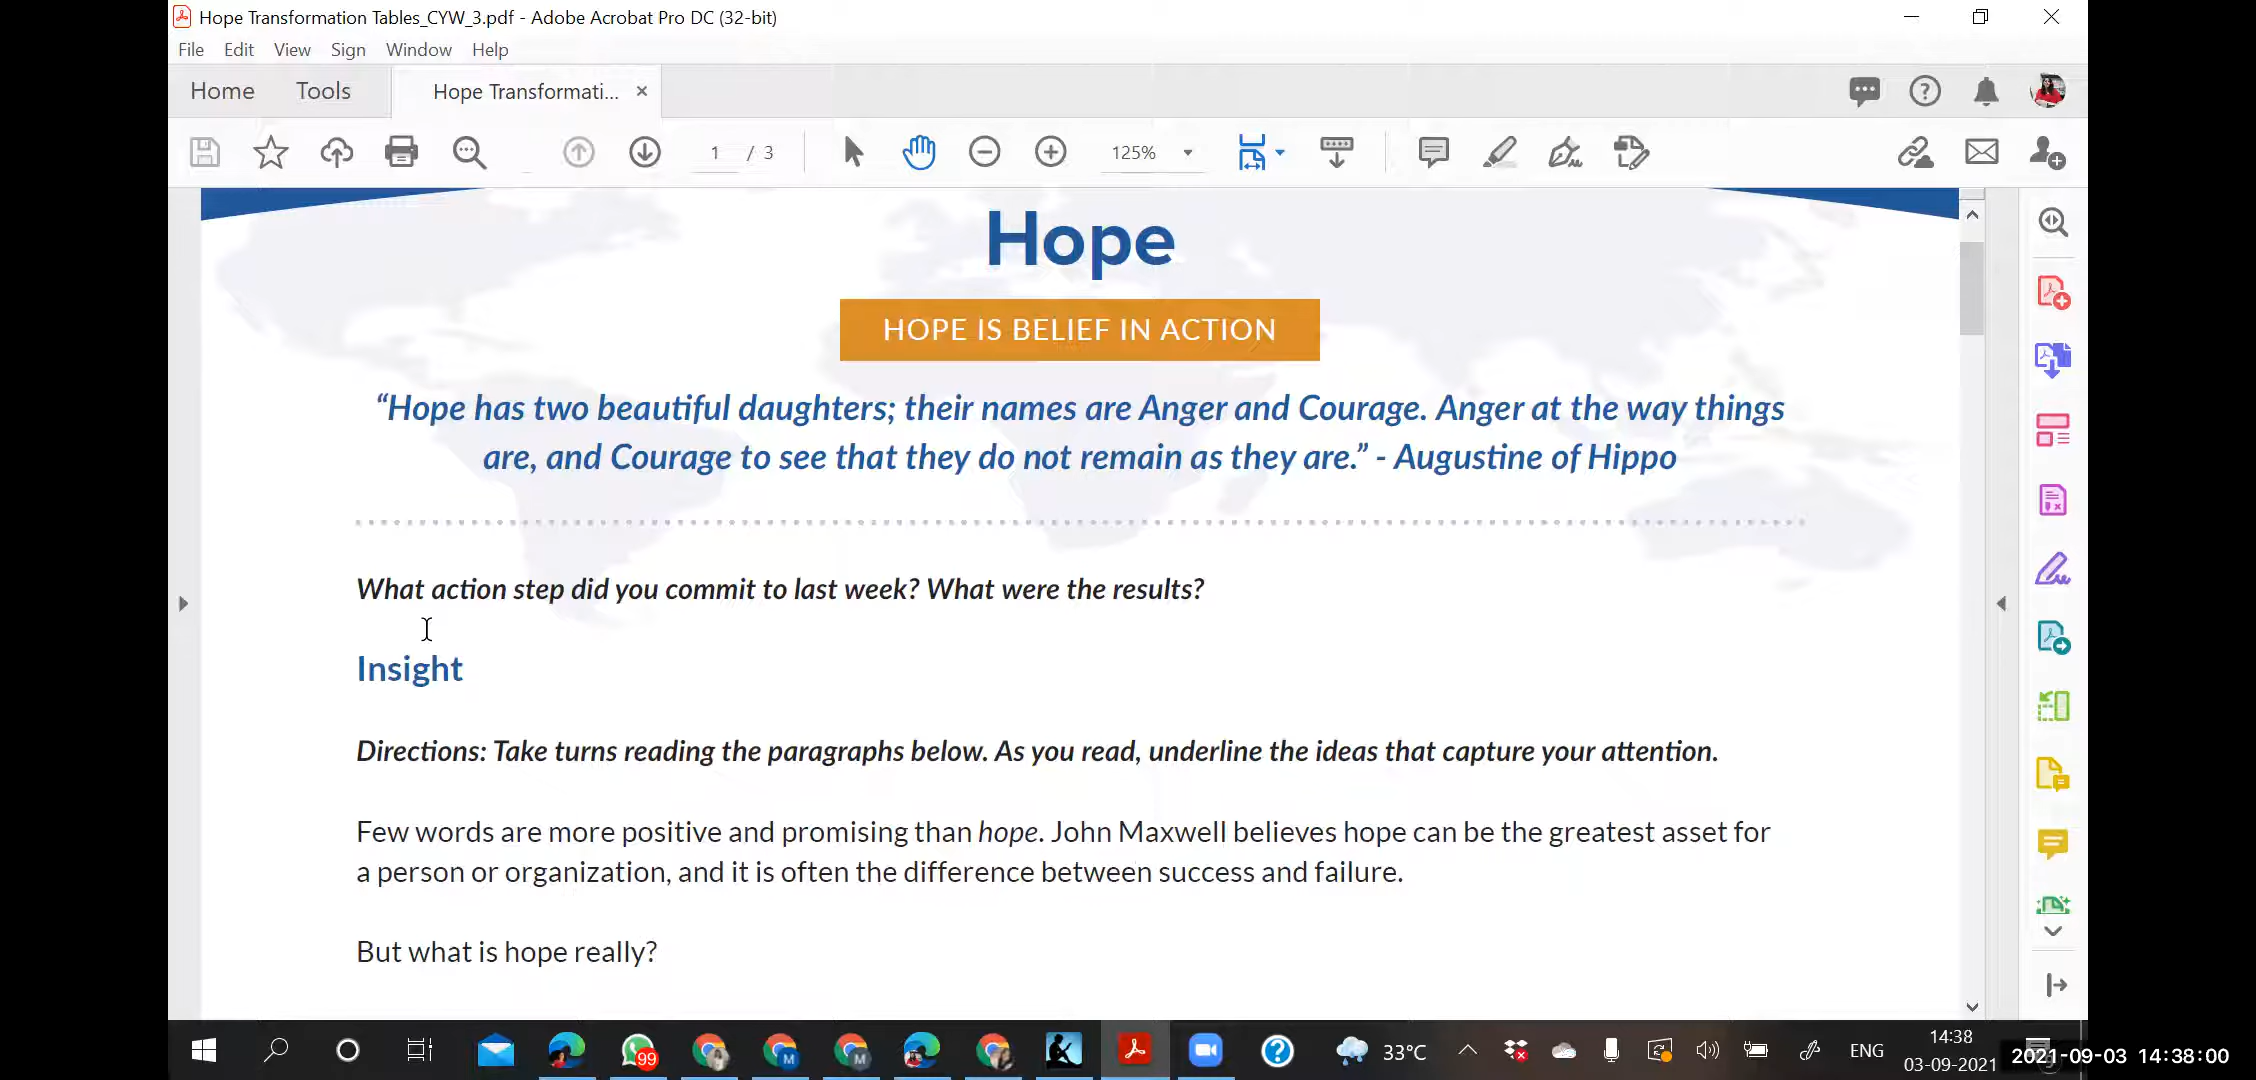 Hope Transformation Tables_CYW_3.pdf - Adobe Acrobat Pro DC (32-bit)
File Edit View Sign Window Help
Home Tools Hope Transformati... ×
1 / 3 125%
Hope
HOPE IS BELIEF IN ACTION
“Hope has two beautiful daughters; their names are Anger and Courage. Anger at the way things
are, and Courage to see that they do not remain as they are.” - Augustine of Hippo
What action step did you commit to last week? What were the results?
Insight
Directions: Take turns reading the paragraphs below. As you read, underline the ideas that capture your attention.
Few words are more positive and promising than hope. John Maxwell believes hope can be the greatest asset for
a person or organization, and it is often the difference between success and failure.
But what is hope really?
99 M M 33°C ENG 14:38
03-09-2021 2021-09-03 14:38:00